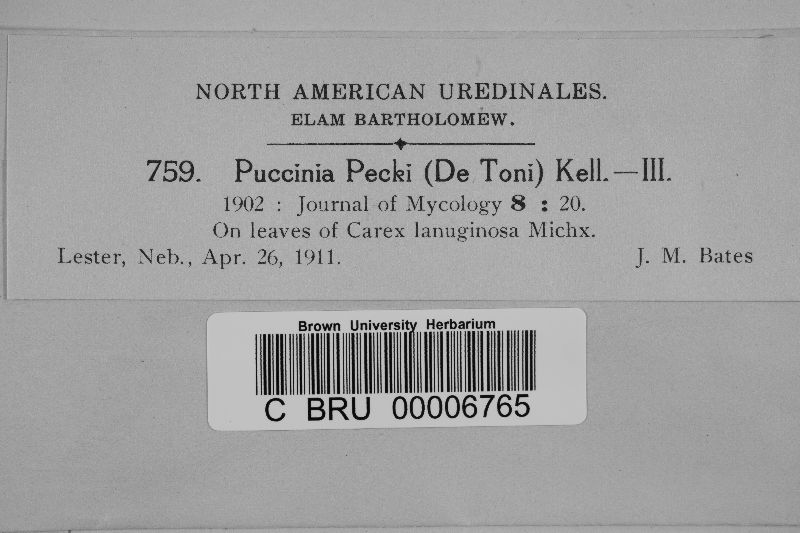 NORTH AMERICAN UREDINALES.
ELAM BARTHOLOMEW.
759. Puccinia Pecki (De Toni) Kell.—III.
1902 : Journal of Mycology 8 : 20.
On leaves of Carex lanuginosa Michx.
Lester, Neb., Apr. 26, 1911. J. M. Bates
Brown University Herbarium
C BRU 00006765